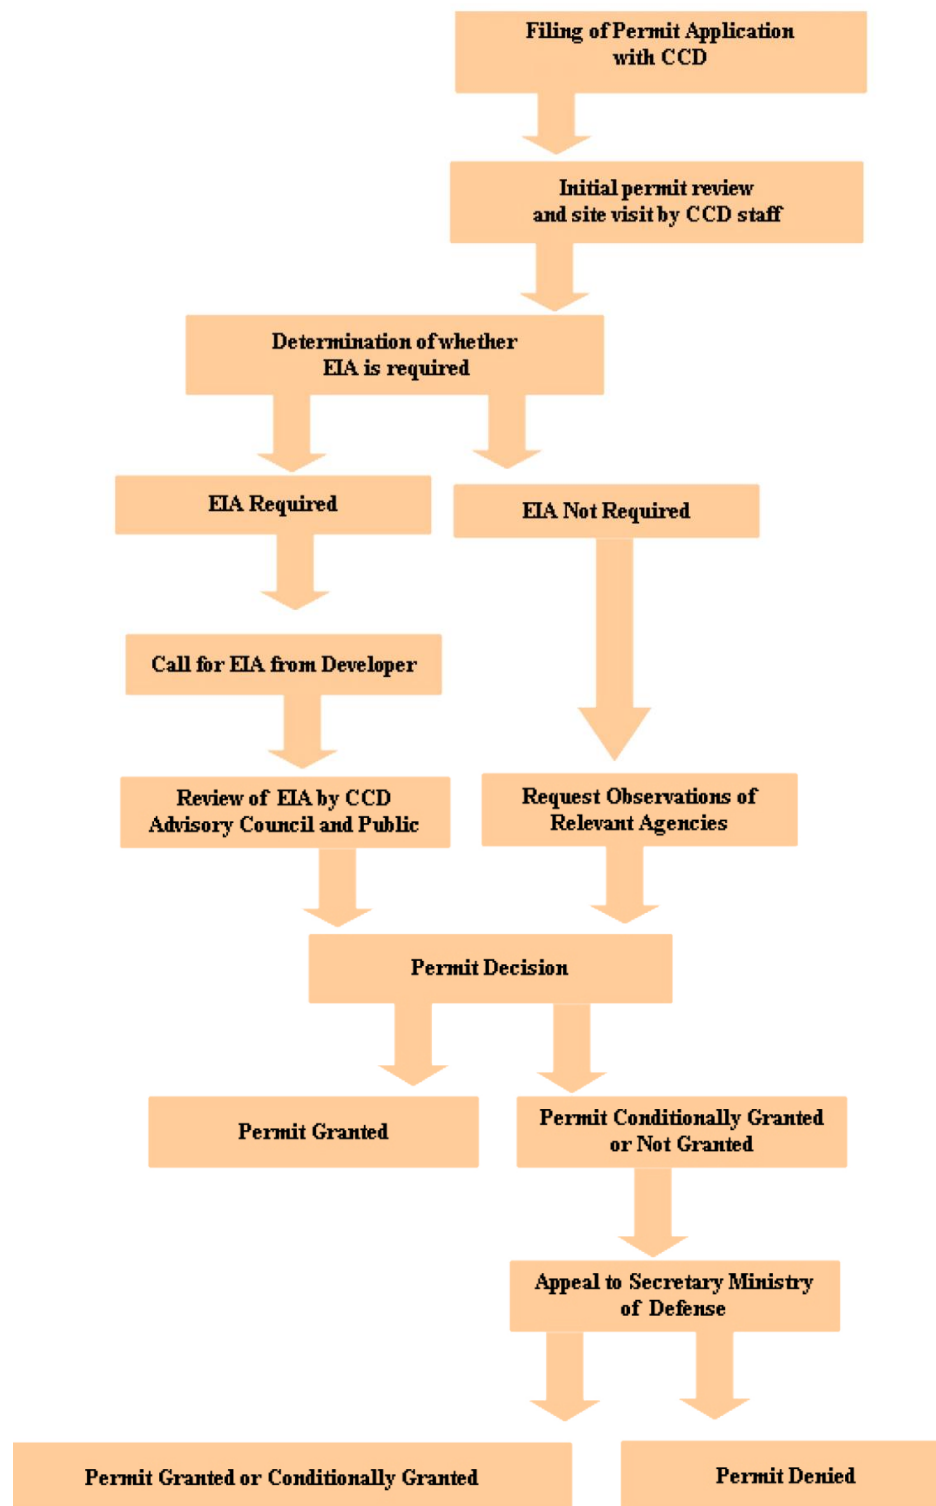 Filing of Permit Application
with CCD
Initial permit review
and site visit by CCD staff
Determination of whether
EIA is required
EIA Required
EIA Not Required
Call for EIA from Developer
Review of EIA by CCD
Advisory Council and Public
Request Observations of
Relevant Agencies
Permit Decision
Permit Granted
Permit Conditionally Granted
or Not Granted
Appeal to Secretary Ministry
of Defense
Permit Granted or Conditionally Granted
Permit Denied